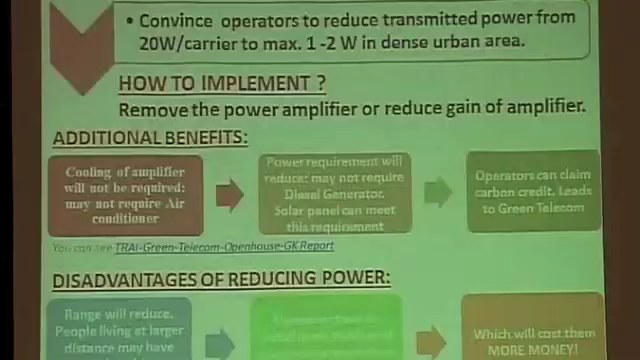 • Convince operators to reduce transmitted power from
20W/carrier to max. 1 -2 W in dense urban area.
HOW TO IMPLEMENT ?
Remove the power amplifier or reduce gain of amplifier.
ADDITIONAL BENEFITS:
Cooling of amplifier
will not be required;
may not require Air
conditioner
Power requirement will
reduce; may not require
Diesel Generator.
Solar panel can meet
this requirement
Operators can claim
carbon credit. Leads
to Green Telecom
You can see TRAI-Green-Telecom-Openhouse-GK Report
DISADVANTAGES OF REDUCING POWER:
Range will reduce.
People living at larger
distance may have
Which will cost them
MORE MONEY!